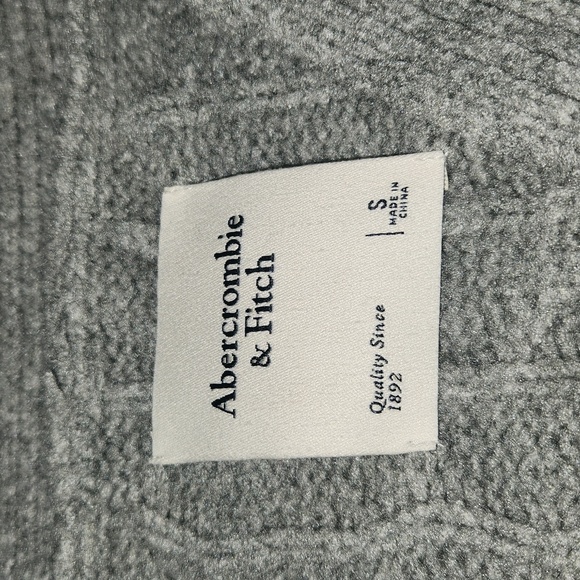 Abercrombie
& Fitch
Quality Since
1892
S
MADE IN
CHINA